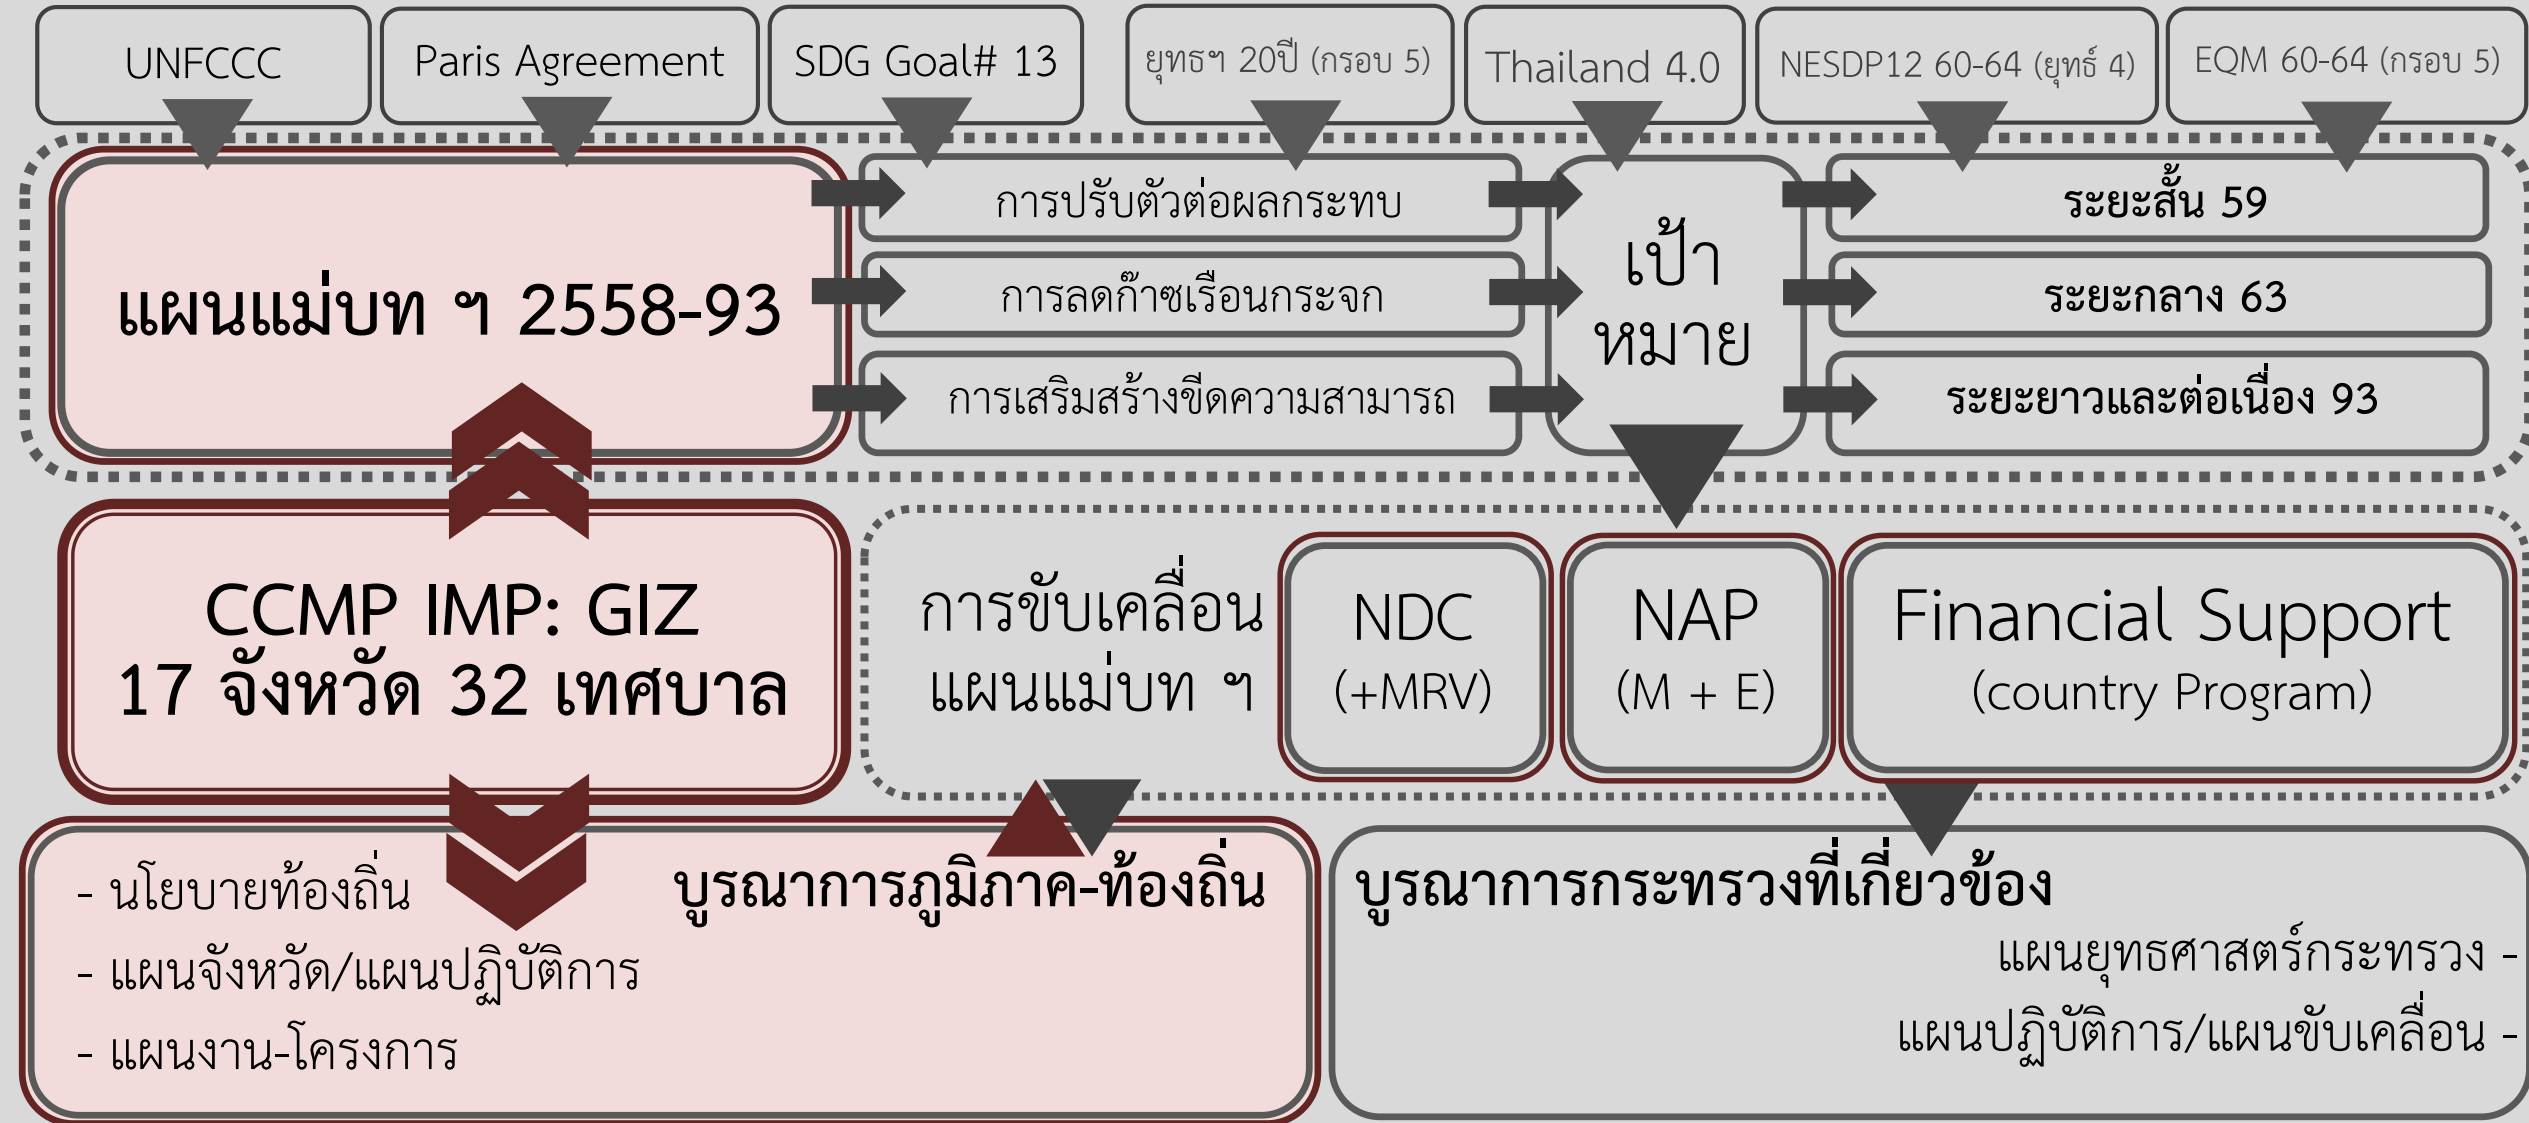 UNFCCC
Paris Agreement
SDG Goal# 13
ยุทธฯ 20ปี (กรอบ 5)
Thailand 4.0
NESDP12 60-64 (ยุทธ์ 4)
EQM 60-64 (กรอบ 5)
แผนแม่บท ฯ 2558-93
การปรับตัวต่อผลกระทบ
การลดก๊าซเรือนกระจก
การเสริมสร้างขีดความสามารถ
เป้า
หมาย
ระยะสั้น 59
ระยะกลาง 63
ระยะยาวและต่อเนื่อง 93
CCMP IMP: GIZ
17 จังหวัด 32 เทศบาล
การขับเคลื่อน
แผนแม่บท ฯ
NDC
(+MRV)
NAP
(M + E)
Financial Support
(country Program)
บูรณาการภูมิภาค-ท้องถิ่น
- นโยบายท้องถิ่น
- แผนจังหวัด/แผนปฏิบัติการ
- แผนงาน-โครงการ
บูรณาการกระทรวงที่เกี่ยวข้อง
แผนยุทธศาสตร์กระทรวง -
แผนปฏิบัติการ/แผนขับเคลื่อน -